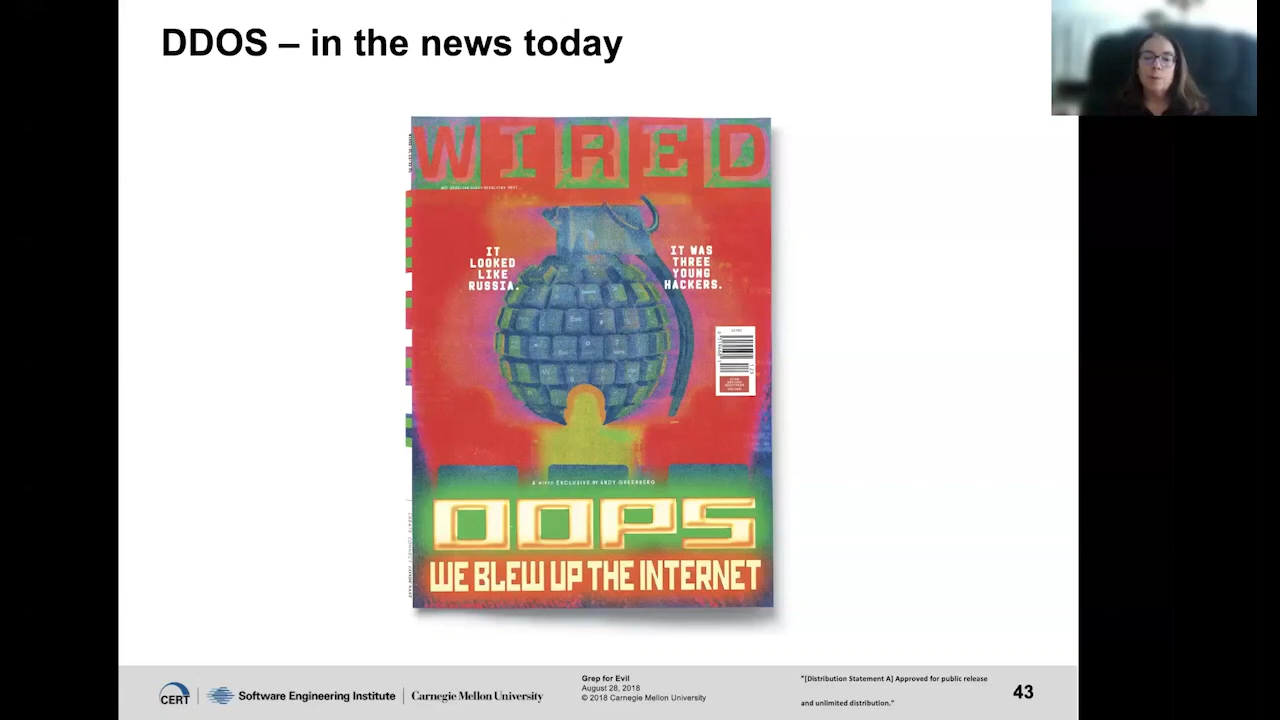 DDOS – in the news today
WIRED
IT
LOOKED
LIKE
RUSSIA.
IT WAS
THREE
YOUNG
HACKERS.
A WIRED EXCLUSIVE BY ANDY GREENBERG
OOPS
WE BLEW UP THE INTERNET
CERT
Software Engineering Institute
Carnegie Mellon University
Grep for Evil
August 28, 2018
© 2018 Carnegie Mellon University
"[Distribution Statement A] Approved for public release
and unlimited distribution."
43